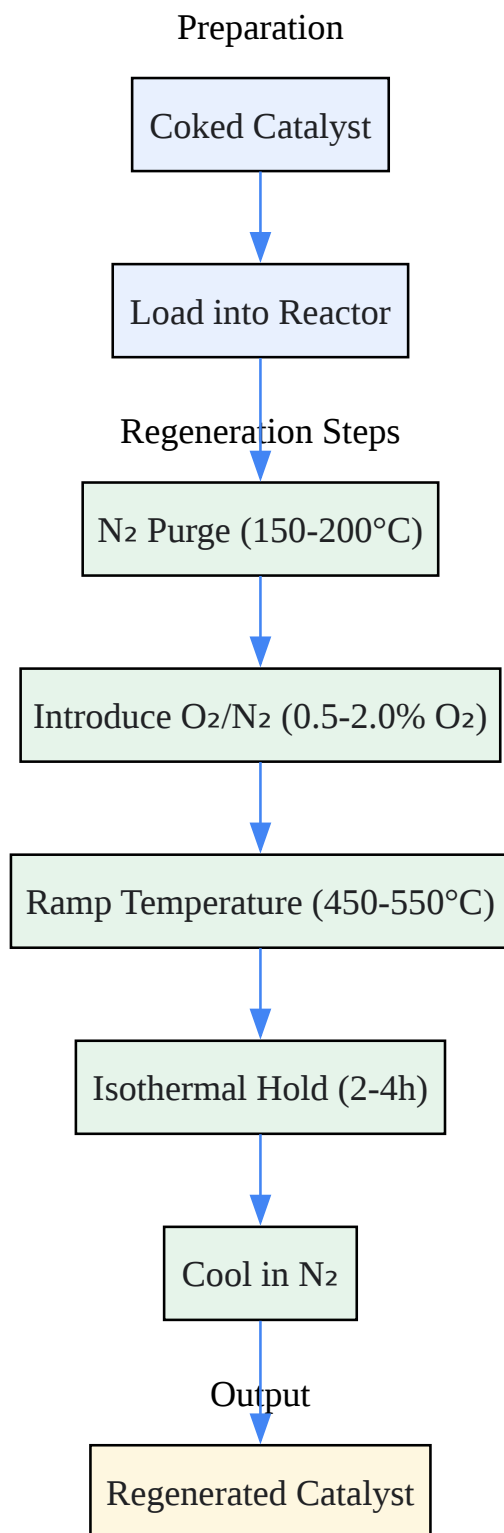 Preparation
Coked Catalyst
Load into Reactor
Regeneration Steps
N₂ Purge (150-200°C)
Introduce O₂/N₂ (0.5-2.0% O₂)
Ramp Temperature (450-550°C)
Isothermal Hold (2-4h)
Cool in N₂
Output
Regenerated Catalyst